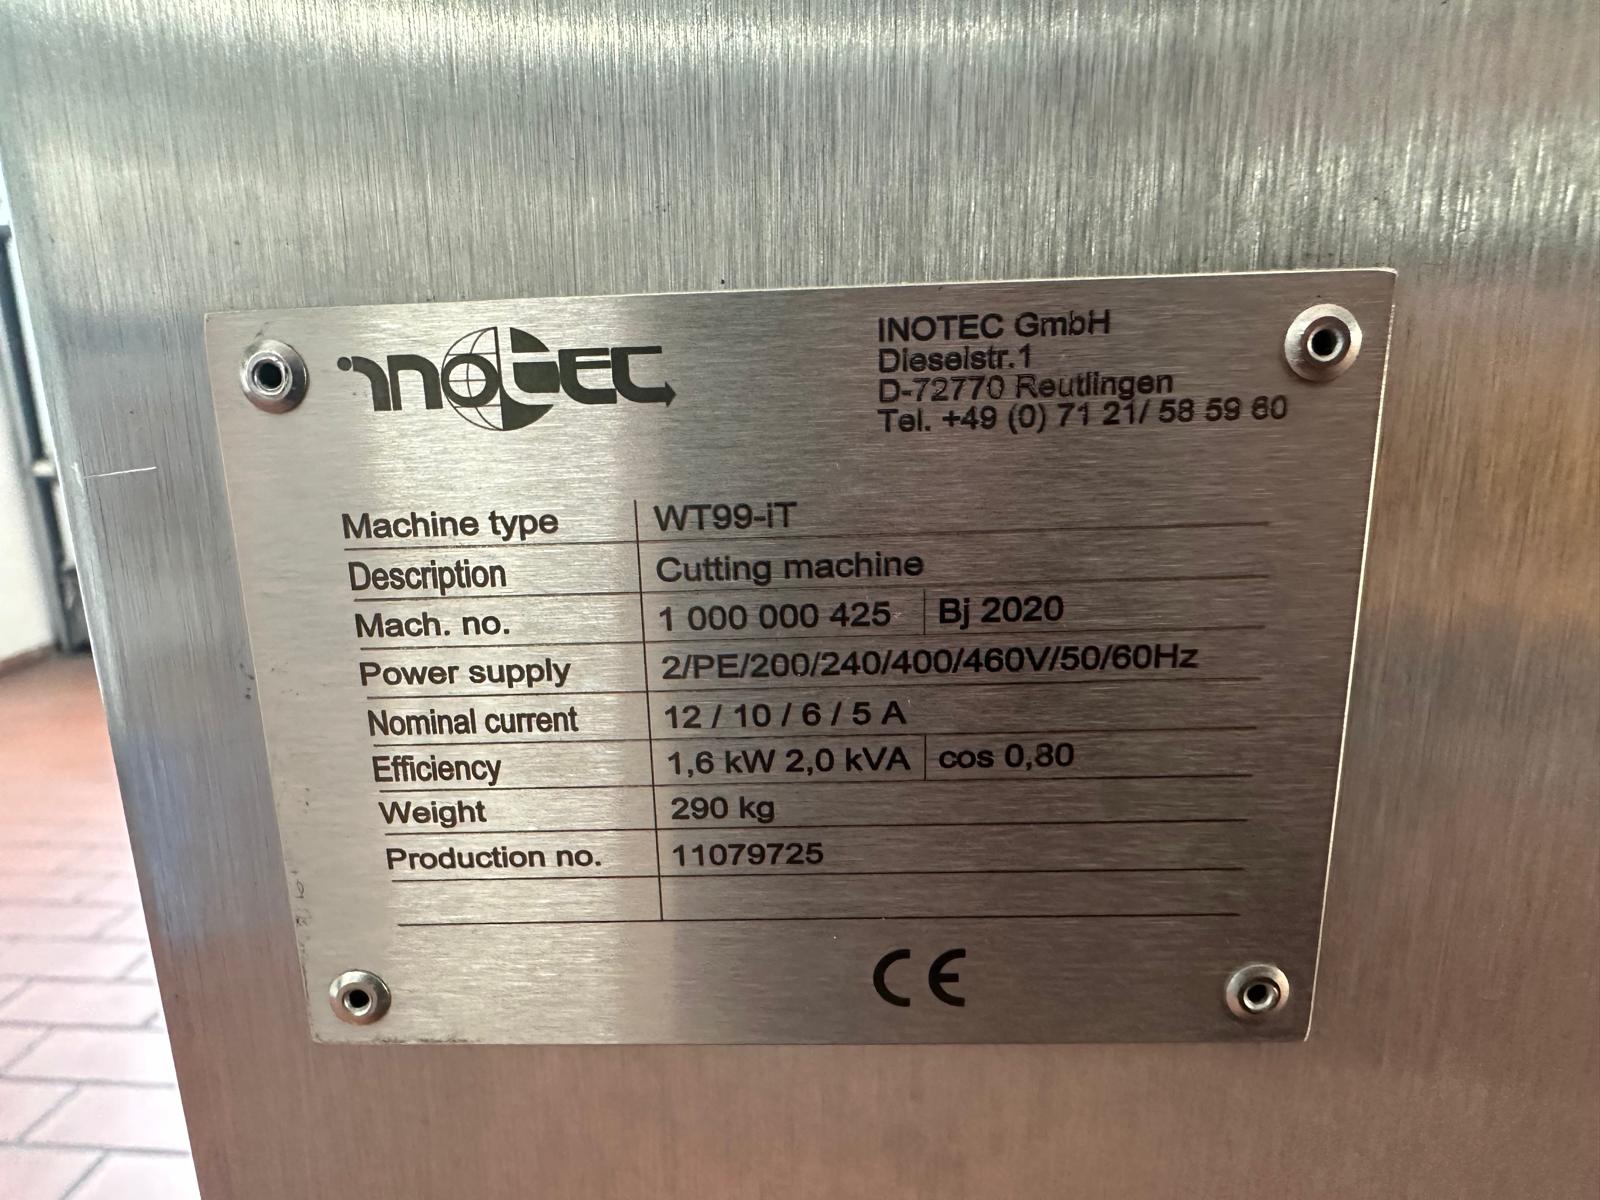 inotec
INOTEC GmbH
Dieselstr.1
D-72770 Reutlingen
Tel. +49 (0) 71 21/ 58 59 60
Machine type WT99-iT
Description Cutting machine
Mach. no. 1 000 000 425 Bj 2020
Power supply 2/PE/200/240/400/460V/50/60Hz
Nominal current 12 / 10 / 6 / 5 A
Efficiency 1,6 kW 2,0 kVA cos 0,80
Weight 290 kg
Production no. 11079725
CE